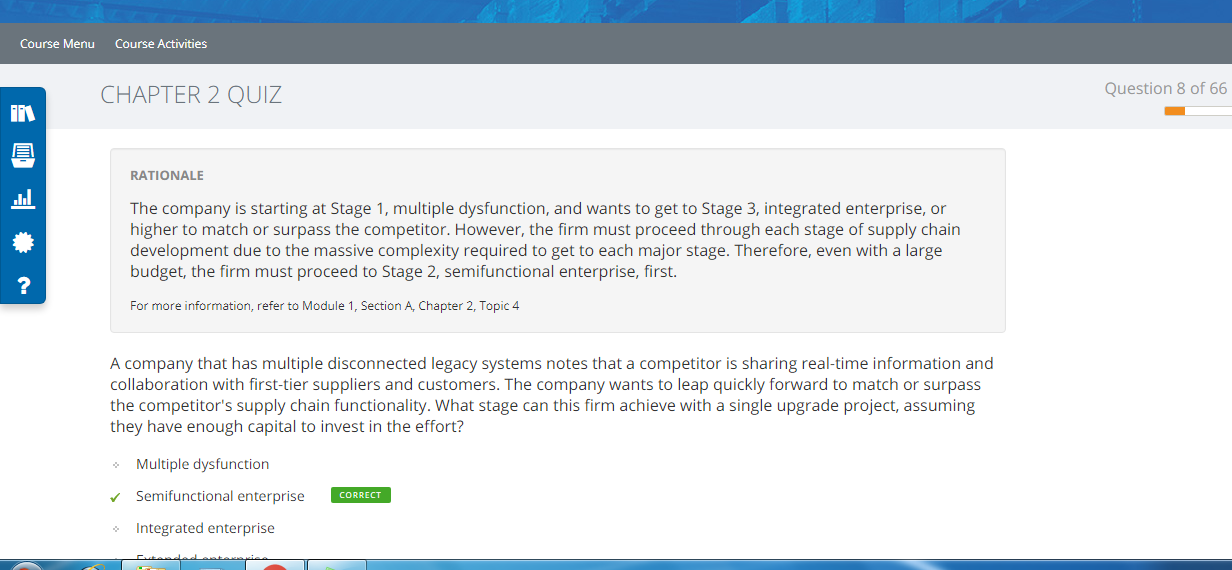 Course Menu Course Activities
CHAPTER 2 QUIZ
Question 8 of 66
RATIONALE
The company is starting at Stage 1, multiple dysfunction, and wants to get to Stage 3, integrated enterprise, or
higher to match or surpass the competitor. However, the firm must proceed through each stage of supply chain
development due to the massive complexity required to get to each major stage. Therefore, even with a large
budget, the firm must proceed to Stage 2, semifunctional enterprise, first.
For more information, refer to Module 1, Section A, Chapter 2, Topic 4
A company that has multiple disconnected legacy systems notes that a competitor is sharing real-time information and
collaboration with first-tier suppliers and customers. The company wants to leap quickly forward to match or surpass
the competitor's supply chain functionality. What stage can this firm achieve with a single upgrade project, assuming
they have enough capital to invest in the effort?
Multiple dysfunction
Semifunctional enterprise CORRECT
Integrated enterprise
Extended enterprise
?